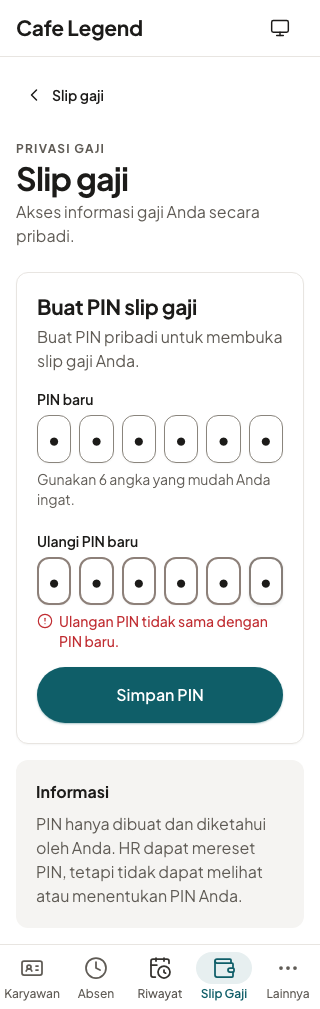 Cafe Legend
Slip gaji
PRIVASI GAJI
Slip gaji
Akses informasi gaji Anda secara
pribadi.
Buat PIN slip gaji
Buat PIN pribadi untuk membuka
slip gaji Anda.
PIN baru
Gunakan 6 angka yang mudah Anda
ingat.
Ulangi PIN baru
Ulangan PIN tidak sama dengan
PIN baru.
Simpan PIN
Informasi
PIN hanya dibuat dan diketahui
oleh Anda. HR dapat mereset
PIN, tetapi tidak dapat melihat
atau menentukan PIN Anda.
Karyawan Absen Riwayat Slip Gaji Lainnya